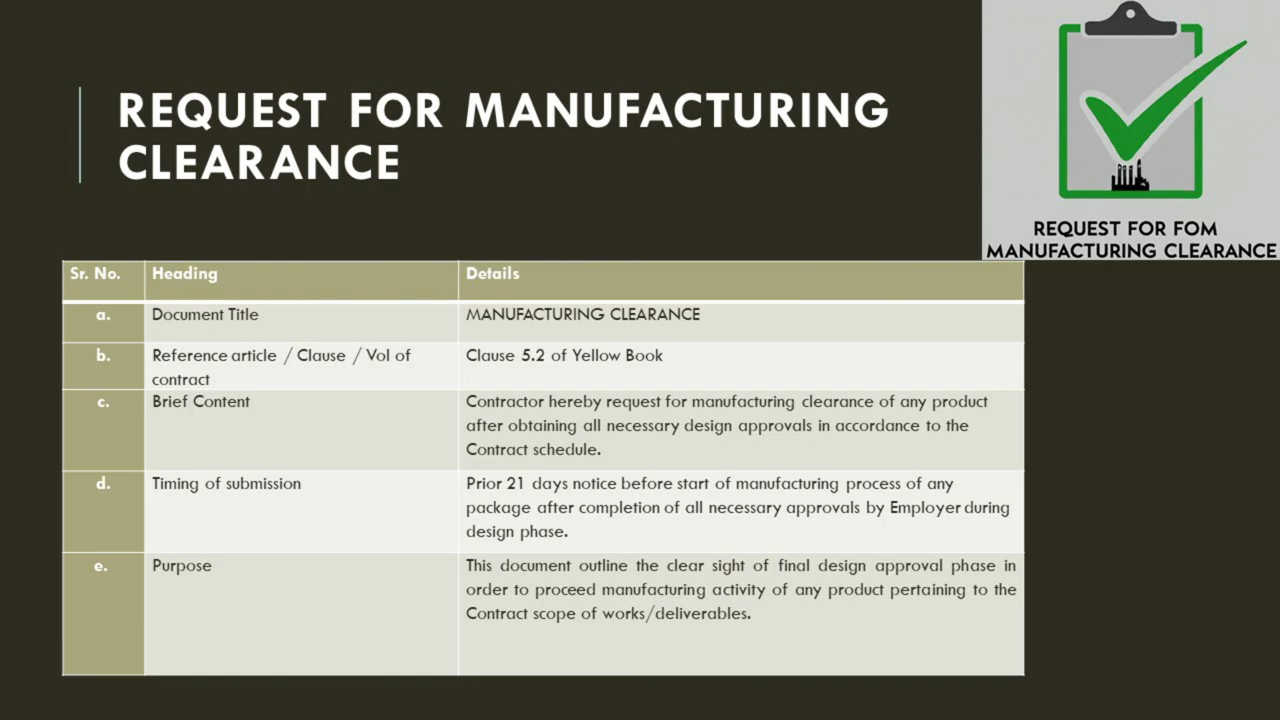 REQUEST FOR MANUFACTURING
CLEARANCE
REQUEST FOR FOM
MANUFACTURING CLEARANCE
Sr. No. Heading Details
a. Document Title MANUFACTURING CLEARANCE
b. Reference article / Clause / Vol of
contract
Clause 5.2 of Yellow Book
c. Brief Content
Contractor hereby request for manufacturing clearance of any product
after obtaining all necessary design approvals in accordance to the
Contract schedule.
d. Timing of submission
Prior 21 days notice before start of manufacturing process of any
package after completion of all necessary approvals by Employer during
design phase.
e. Purpose
This document outline the clear sight of final design approval phase in
order to proceed manufacturing activity of any product pertaining to the
Contract scope of works/deliverables.